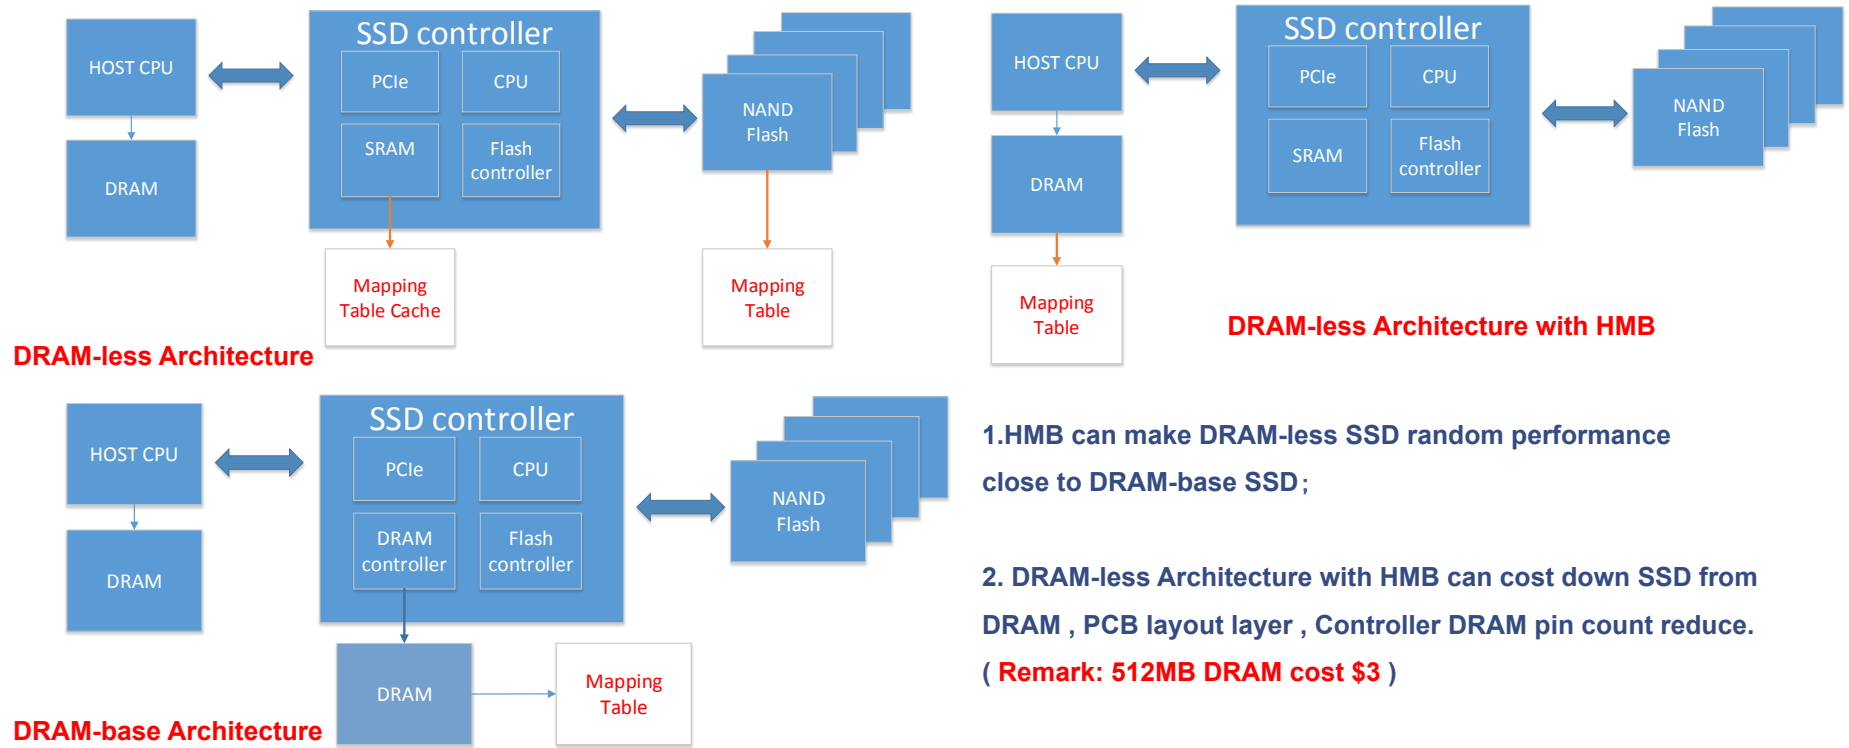 SSD controller
HOST CPU
PCIe
CPU
SRAM
Flash
controller
NAND
Flash
DRAM
Mapping
Table Cache
Mapping
Table
DRAM-less Architecture
SSD controller
HOST CPU
PCIe
CPU
SRAM
Flash
controller
NAND
Flash
DRAM
Mapping
Table
DRAM-less Architecture with HMB
SSD controller
HOST CPU
PCIe
CPU
DRAM
controller
Flash
controller
NAND
Flash
DRAM
DRAM
Mapping
Table
DRAM-base Architecture
1.HMB can make DRAM-less SSD random performance
close to DRAM-base SSD；
2. DRAM-less Architecture with HMB can cost down SSD from
DRAM , PCB layout layer , Controller DRAM pin count reduce.
( Remark: 512MB DRAM cost $3 )